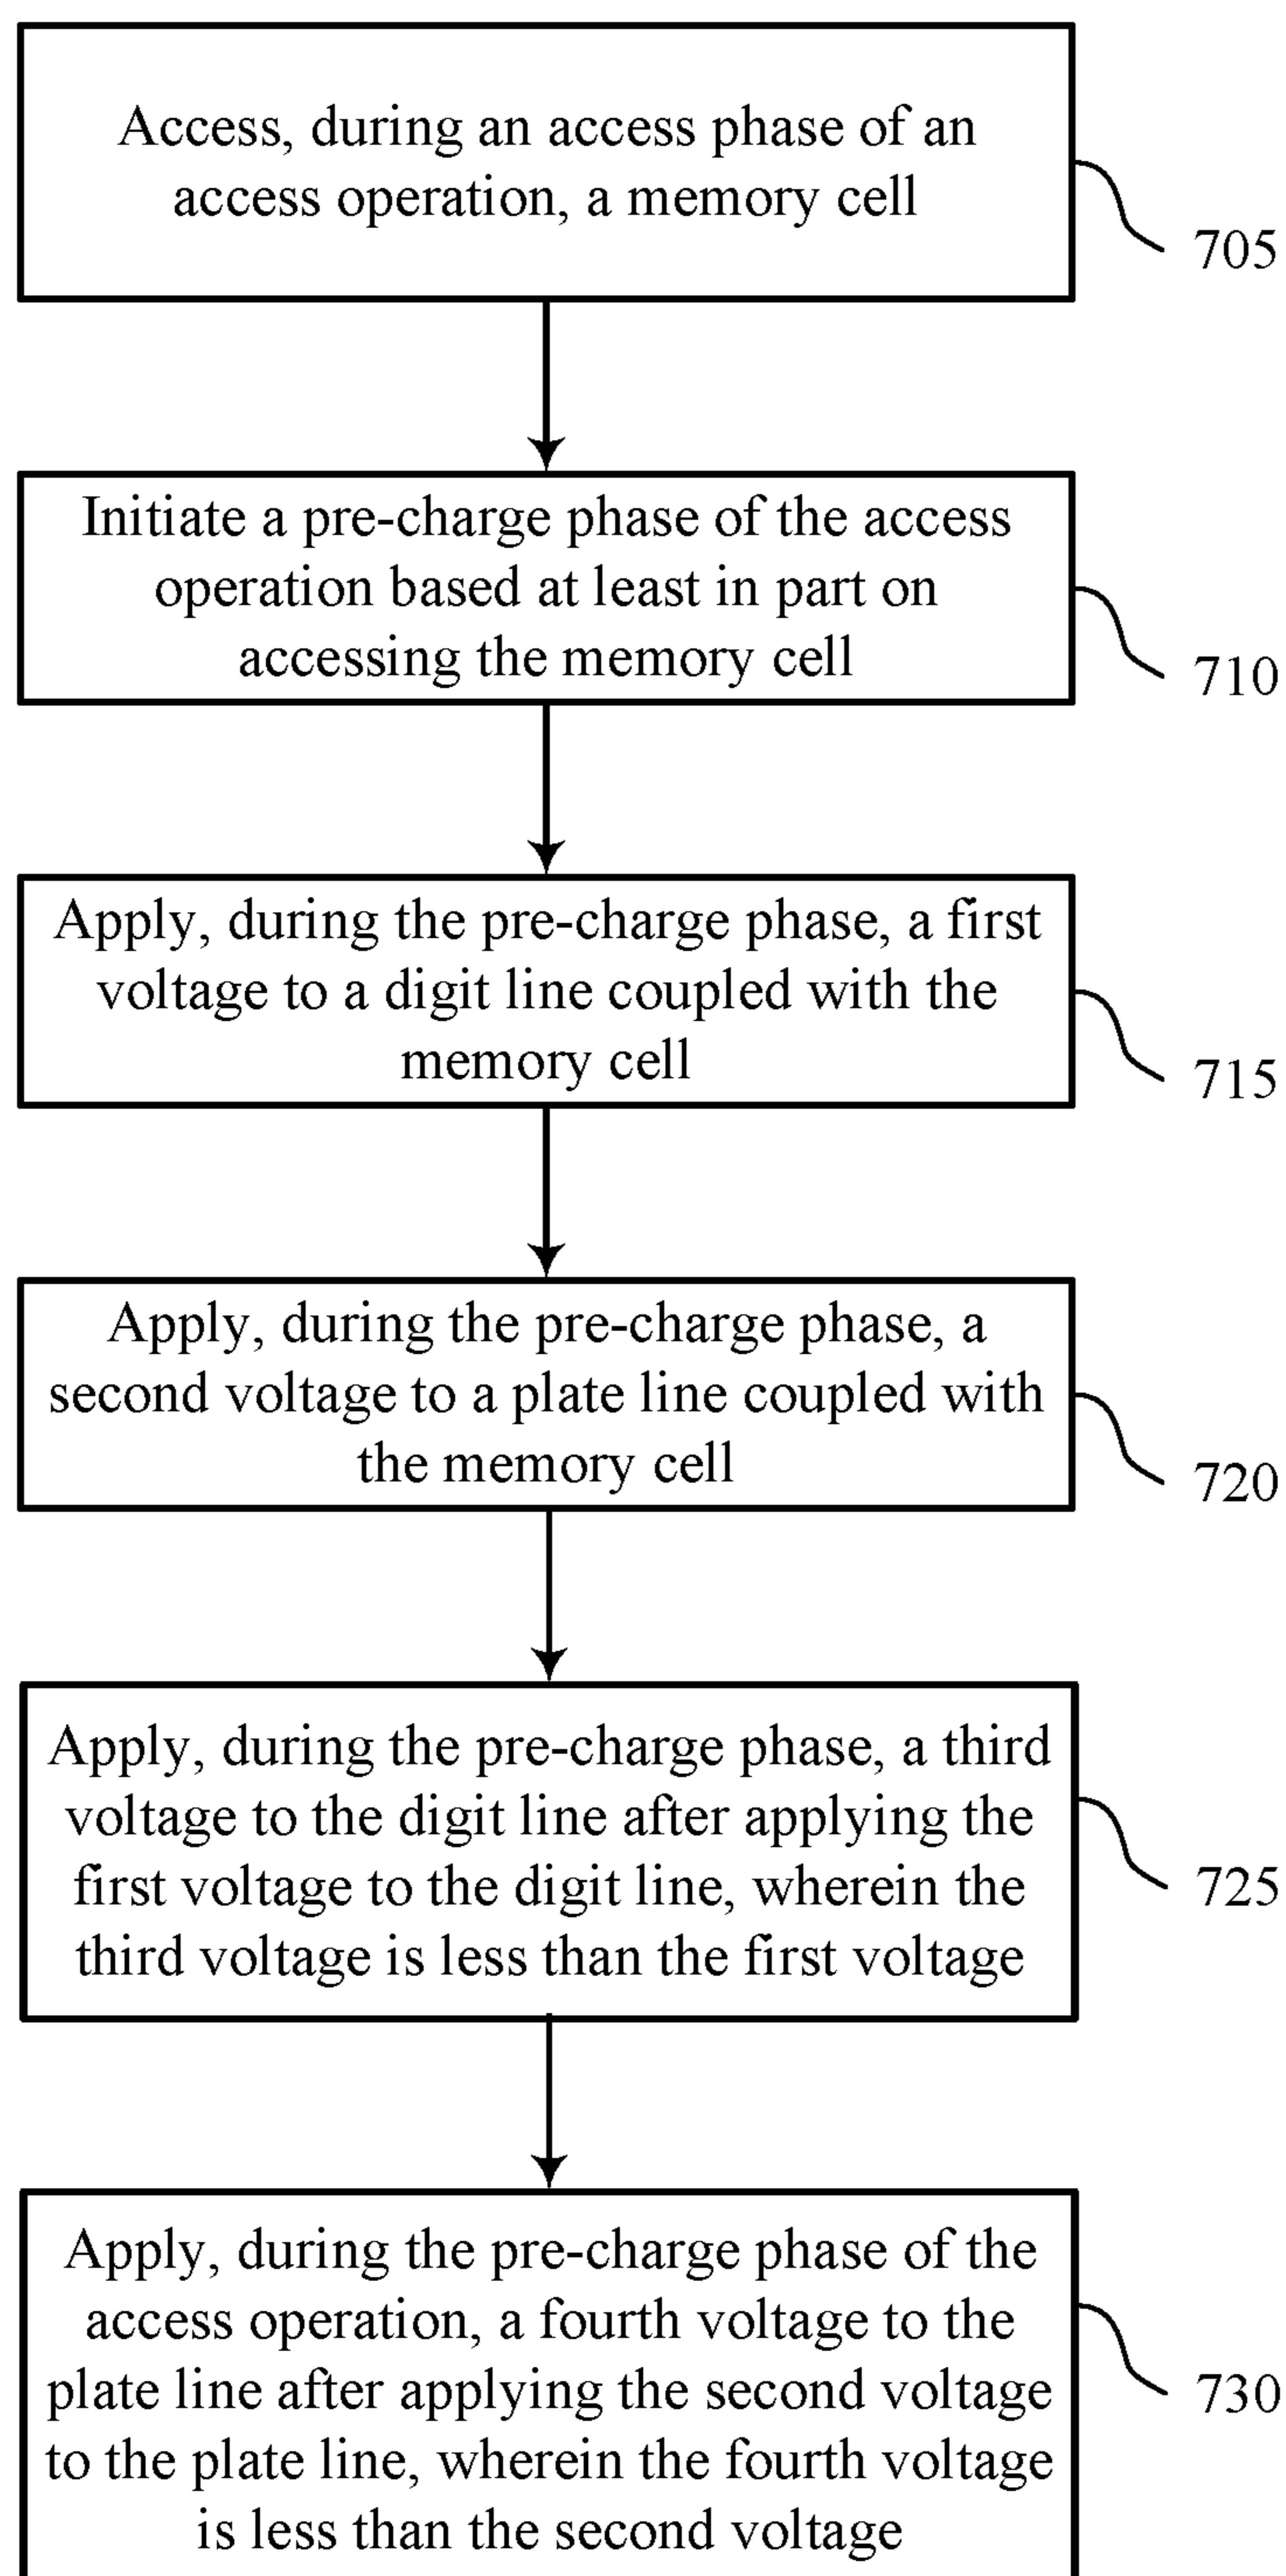 Access, during an access phase of an
access operation, a memory cell
705
Initiate a pre-charge phase of the access
operation based at least in part on
accessing the memory cell
710
Apply, during the pre-charge phase, a first
voltage to a digit line coupled with the
memory cell
715
Apply, during the pre-charge phase, a
second voltage to a plate line coupled with
the memory cell
720
Apply, during the pre-charge phase, a third
voltage to the digit line after applying the
first voltage to the digit line, wherein the
third voltage is less than the first voltage
725
Apply, during the pre-charge phase of the
access operation, a fourth voltage to the
plate line after applying the second voltage
to the plate line, wherein the fourth voltage
is less than the second voltage
730